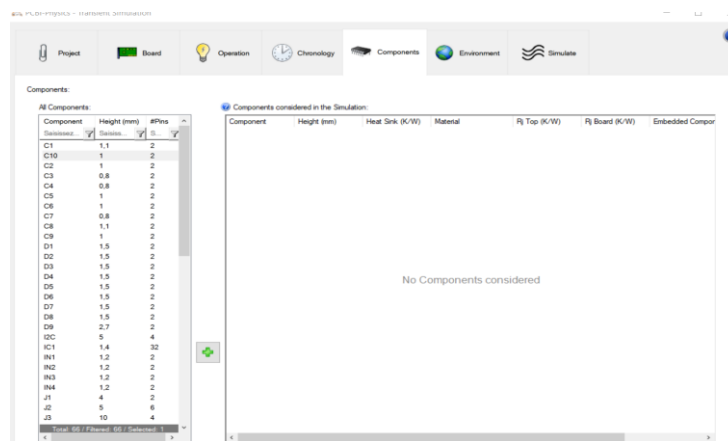 PCBi-Physics - Transient Simulation
Project Board Operation Chronology Components Environment Simulate
Components:
All Components:
Components considered in the Simulation:
Component Height (mm) #Pins
Component Height (mm) Heat Sink (K/W) Material Rj Top (K/W) Rj Board (K/W) Embedded Compor
S...
C1 1,1 2
C10 1 2
C2 1 2
C3 0,8 2
C4 0,8 2
C5 1 2
C6 1 2
C7 0,8 2
C8 1,1 2
C9 1 2
D1 1,5 2
D2 1,5 2
D3 1,5 2
D4 1,5 2
D5 1,5 2
D6 1,5 2
D7 1,5 2
D8 1,5 2
D9 2,7 2
I2C 5 4
IC1 1,4 32
IN1 1,2 2
IN2 1,2 2
IN3 1,2 2
IN4 1,2 2
J1 4 2
J2 5 6
J3 10 4
Total: 66 / Filtered: 66 / Selected: 1
No Components considered